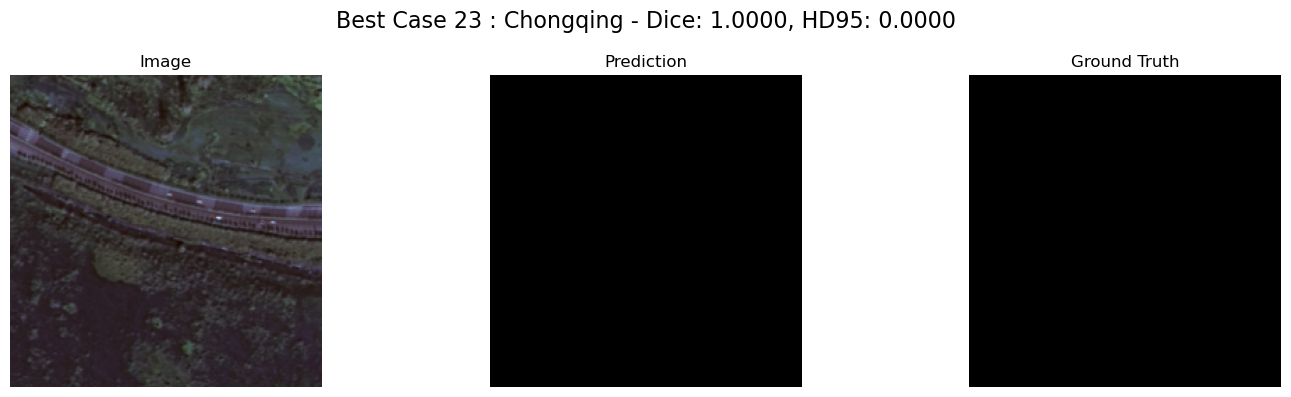 Best Case 23 : Chongqing - Dice: 1.0000, HD95: 0.0000
Image
Prediction
Ground Truth